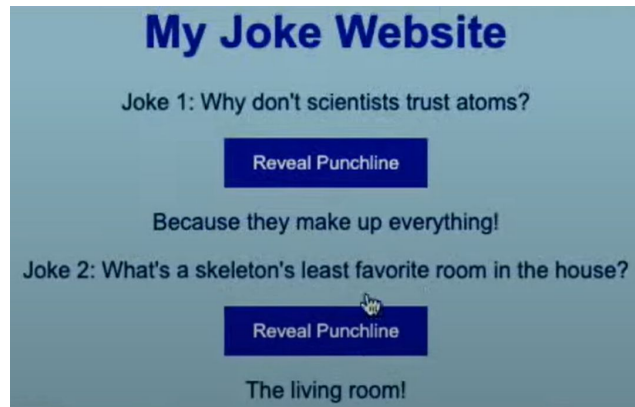 My Joke Website
Joke 1: Why don't scientists trust atoms?
Reveal Punchline
Because they make up everything!
Joke 2: What's a skeleton's least favorite room in the house?
Reveal Punchline
The living room!